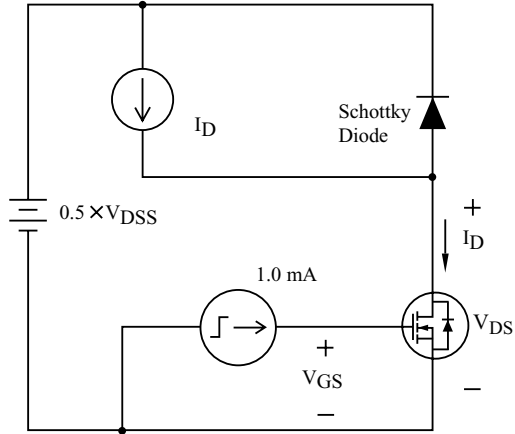 Schottky
Diode
I_D
0.5 × V_DSS
+
I_D
1.0 mA
V_DS
+
V_GS
−
−